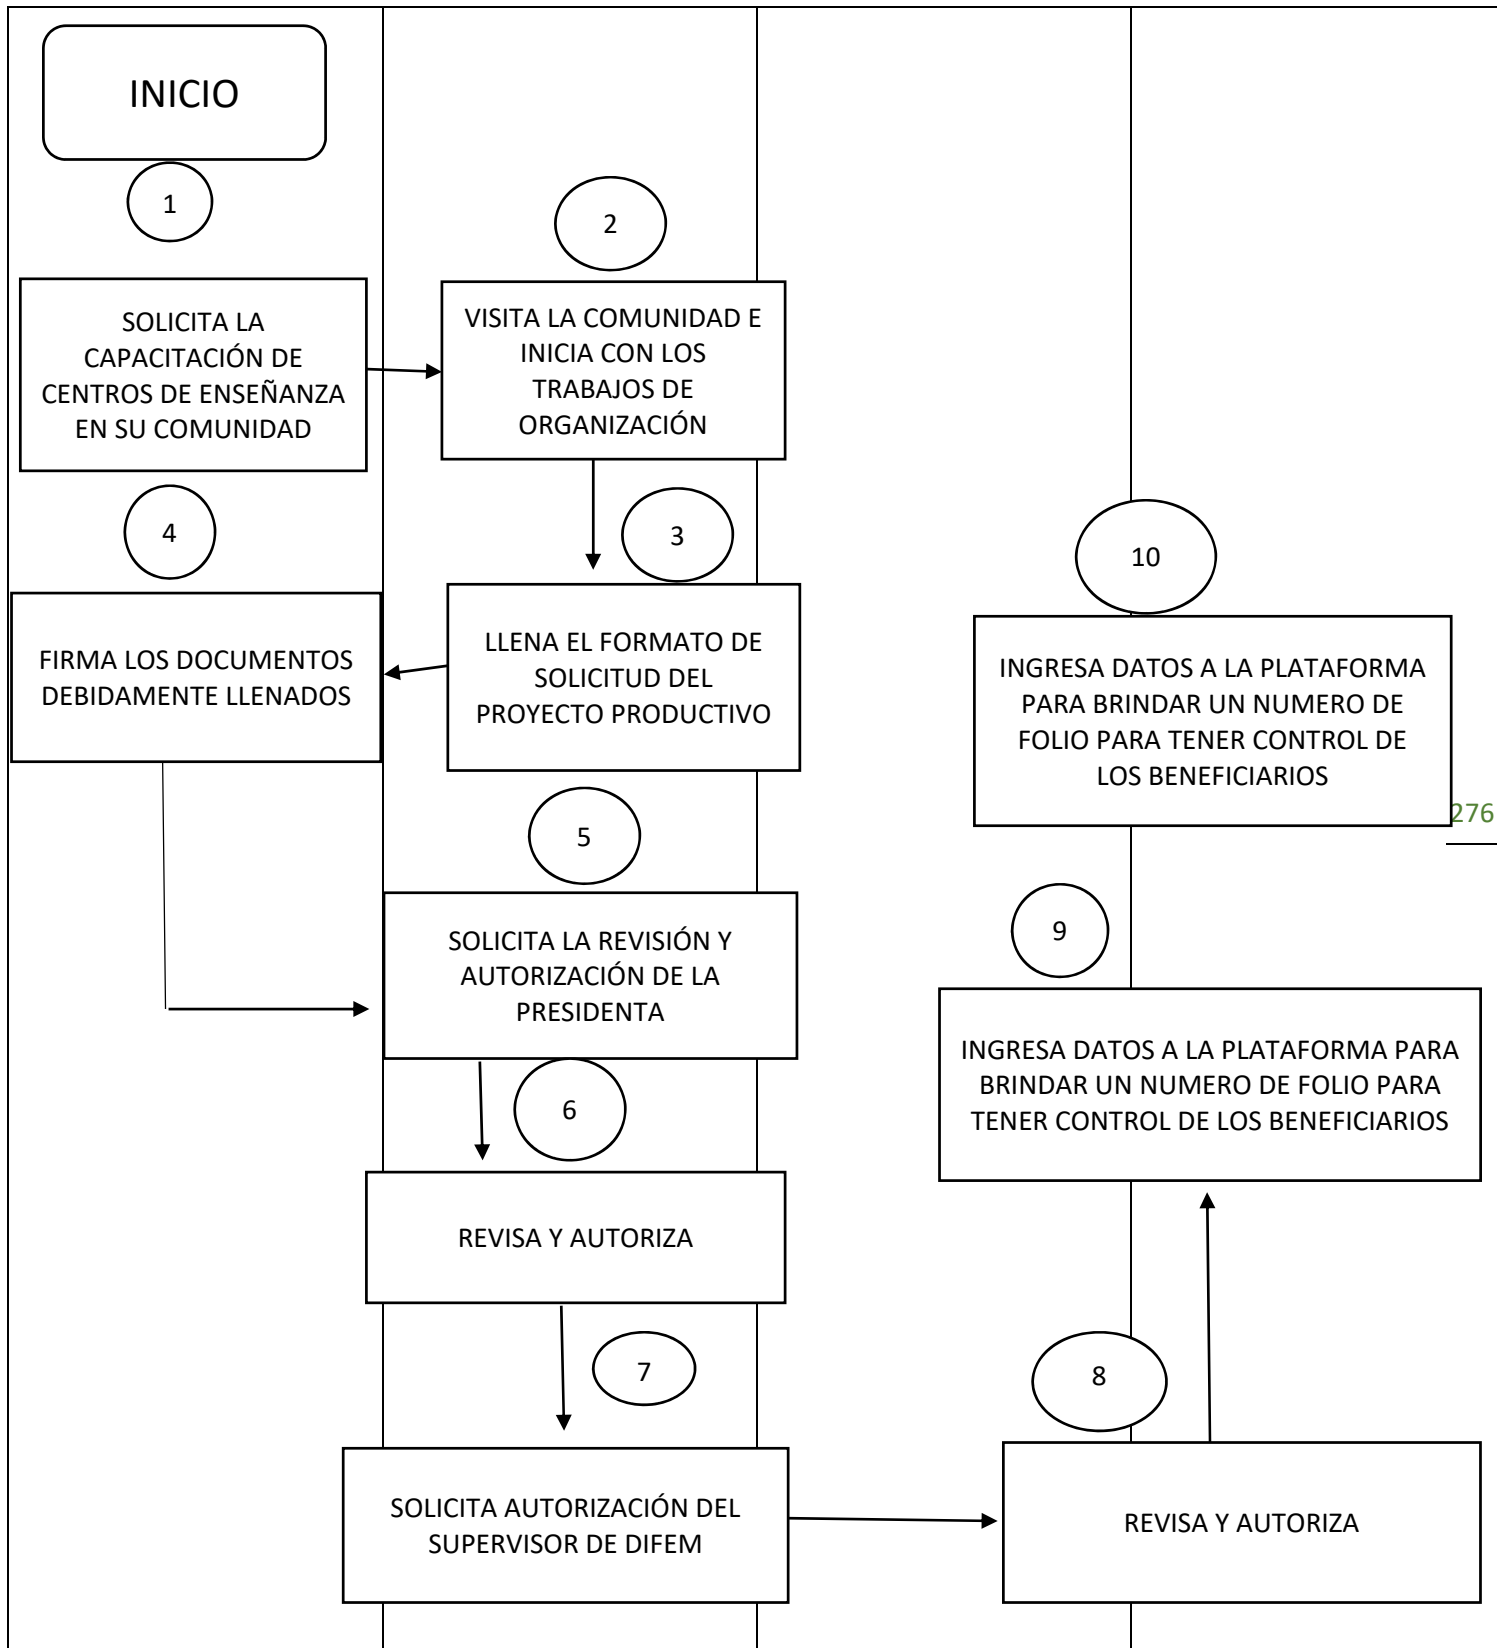 INICIO
1
SOLICITA LA
CAPACITACIÓN DE
CENTROS DE ENSEÑANZA
EN SU COMUNIDAD
2
VISITA LA COMUNIDAD E
INICIA CON LOS
TRABAJOS DE
ORGANIZACIÓN
3
LLENA EL FORMATO DE
SOLICITUD DEL
PROYECTO PRODUCTIVO
4
FIRMA LOS DOCUMENTOS
DEBIDAMENTE LLENADOS
5
SOLICITA LA REVISIÓN Y
AUTORIZACIÓN DE LA
PRESIDENTA
6
REVISA Y AUTORIZA
7
SOLICITA AUTORIZACIÓN DEL
SUPERVISOR DE DIFEM
8
REVISA Y AUTORIZA
9
INGRESA DATOS A LA PLATAFORMA PARA
BRINDAR UN NUMERO DE FOLIO PARA
TENER CONTROL DE LOS BENEFICIARIOS
10
INGRESA DATOS A LA PLATAFORMA
PARA BRINDAR UN NUMERO DE
FOLIO PARA TENER CONTROL DE
LOS BENEFICIARIOS
276